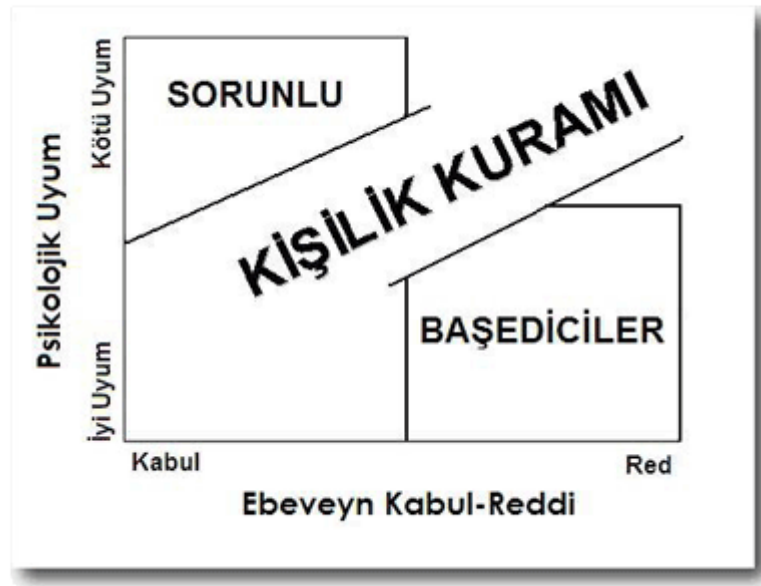 SORUNLU
KİŞİLİK KURAMI
BAŞEDİCİLER
Kötü Uyum
Psikolojik Uyum
İyi Uyum
Kabul
Red
Ebeveyn Kabul-Reddi